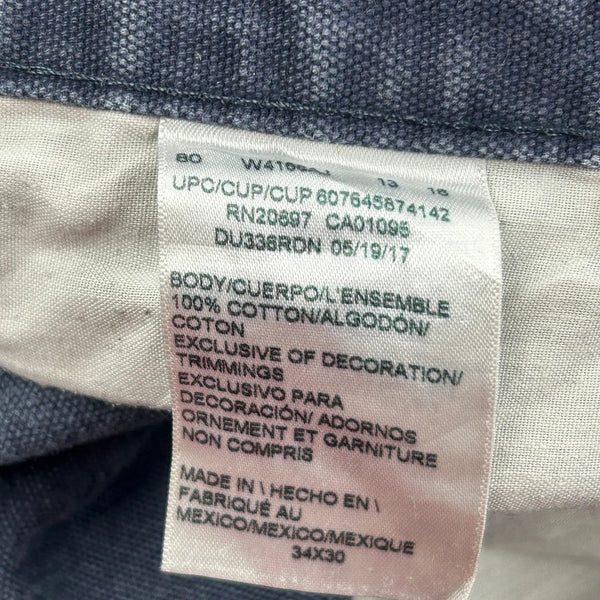 80 13 16
UPC/CUP/CUP 607645874142
RN20697 CA01095
DU336RDN 05/19/17
BODY/CUERPO/L'ENSEMBLE
100% COTTON/ALGODÓN/
COTON
EXCLUSIVE OF DECORATION/
TRIMMINGS
EXCLUSIVO PARA
DECORACIÓN/ ADORNOS
ORNEMENT ET GARNITURE
NON COMPRIS
MADE IN \ HECHO EN \
FABRIQUÉ AU
MEXICO/MEXICO/MEXIQUE
34X30